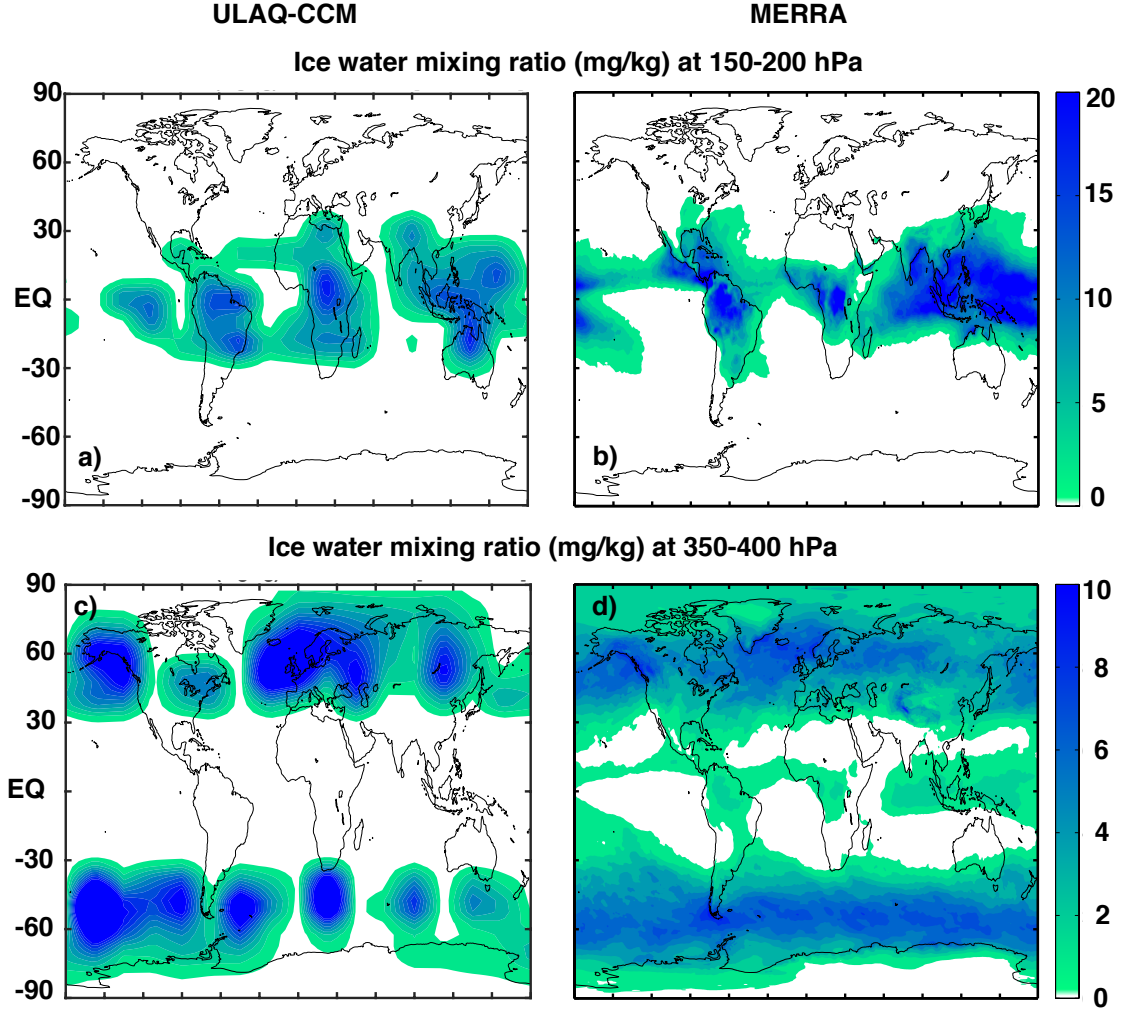 ULAQ-CCM MERRA
Ice water mixing ratio (mg/kg) at 150-200 hPa
90
60
30
EQ
-30
-60
-90
a)
b)
20
15
10
5
0
Ice water mixing ratio (mg/kg) at 350-400 hPa
90
60
30
EQ
-30
-60
-90
c)
d)
10
8
6
4
2
0